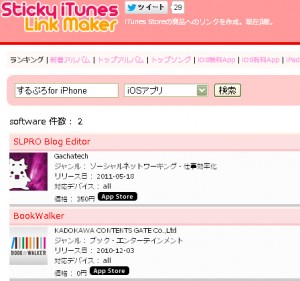 Sticky iTunes
Link Maker
ツイート 29
iTunes Storeの商品へのリンクを作成。現在β版。
ランキング | 新着アルバム | トップアルバム | トップソング | iOS無料App | iOS有料App | iPad
するぷろfor iPhone iOSアプリ 検索
software 件数： 2
SLPRO Blog Editor
Gachatech
ジャンル： ソーシャルネットワーキング・仕事効率化
リリース日： 2011-05-18
対応デバイス： all
価格： 350円 App Store
BookWalker
KADOKAWA CONTENTS GATE Co.,Ltd
ジャンル： ブック・エンターテインメント
リリース日： 2010-12-03
BOOK☆WALKER
対応デバイス： all
価格： 0円 App Store